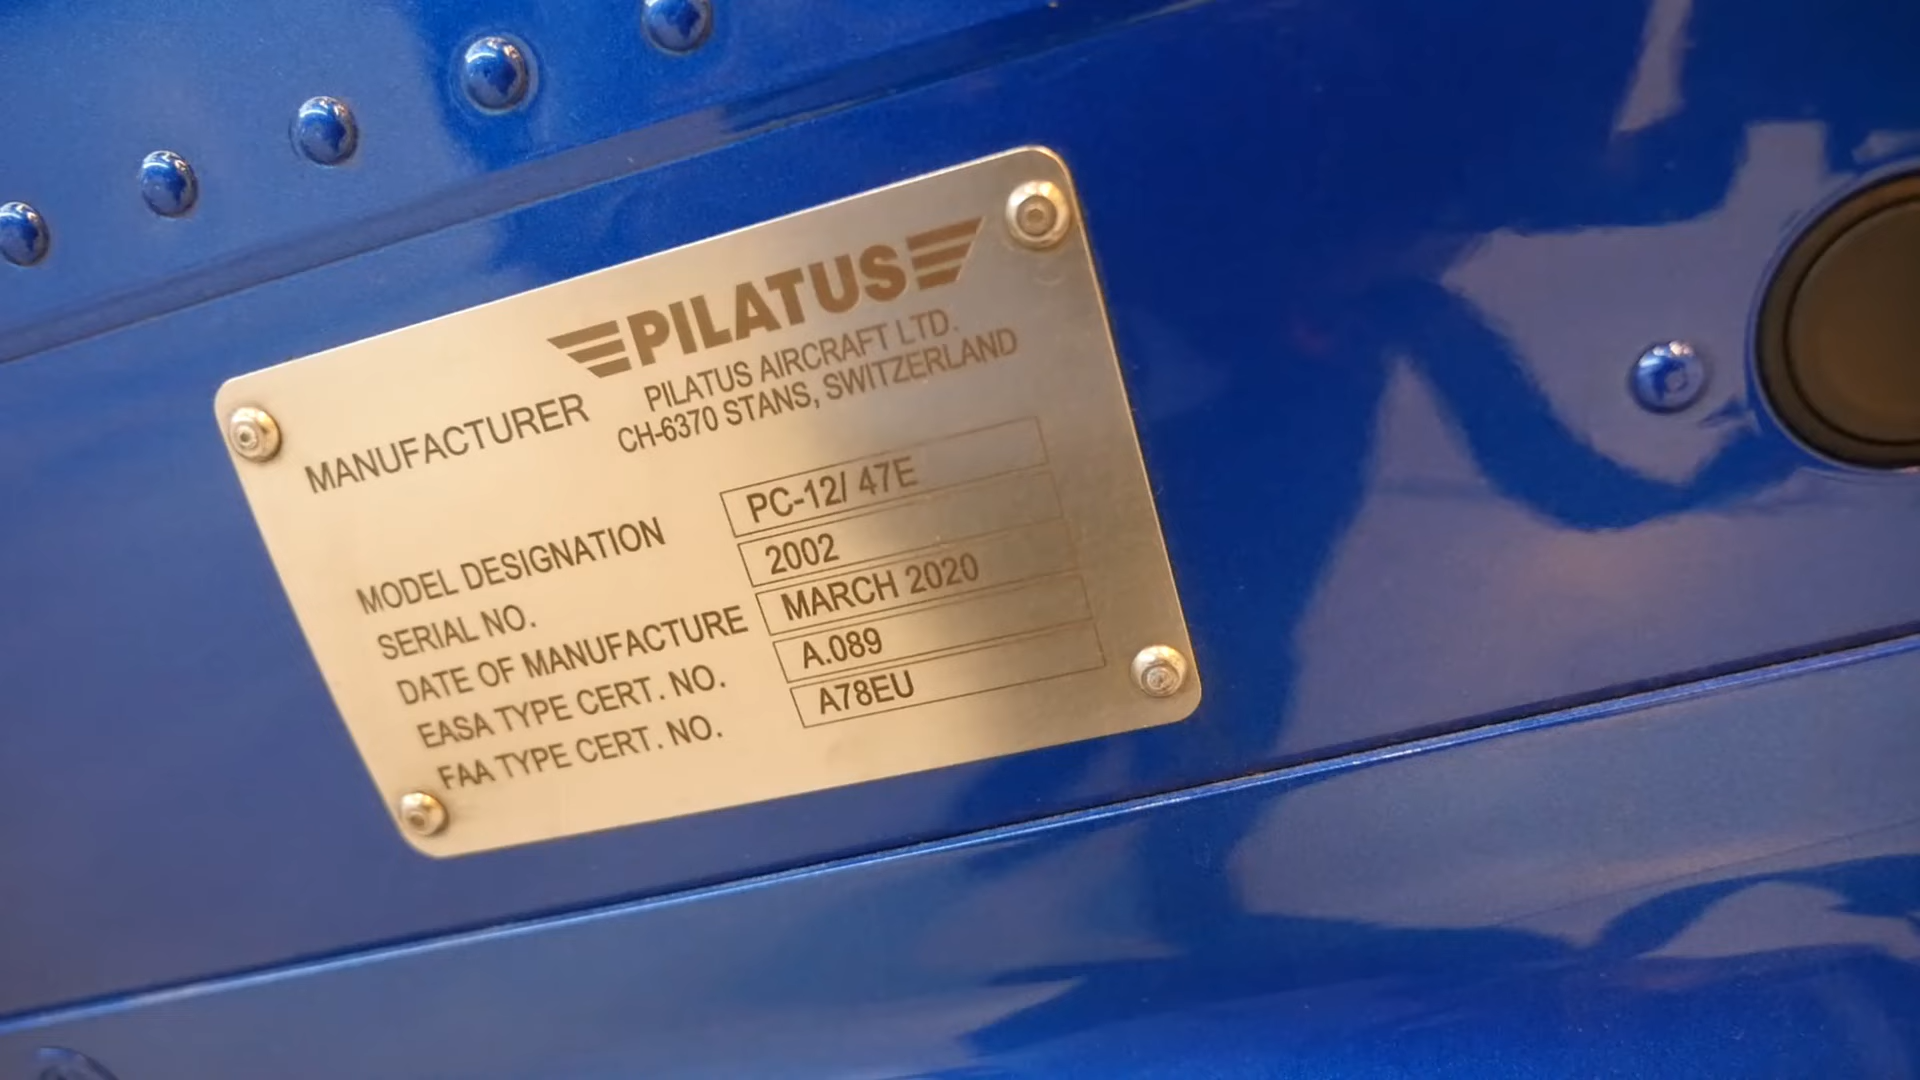 PILATUS
MANUFACTURER PILATUS AIRCRAFT LTD.
CH-6370 STANS, SWITZERLAND
MODEL DESIGNATION PC-12/ 47E
SERIAL NO. 2002
DATE OF MANUFACTURE MARCH 2020
EASA TYPE CERT. NO. A.089
FAA TYPE CERT. NO. A78EU